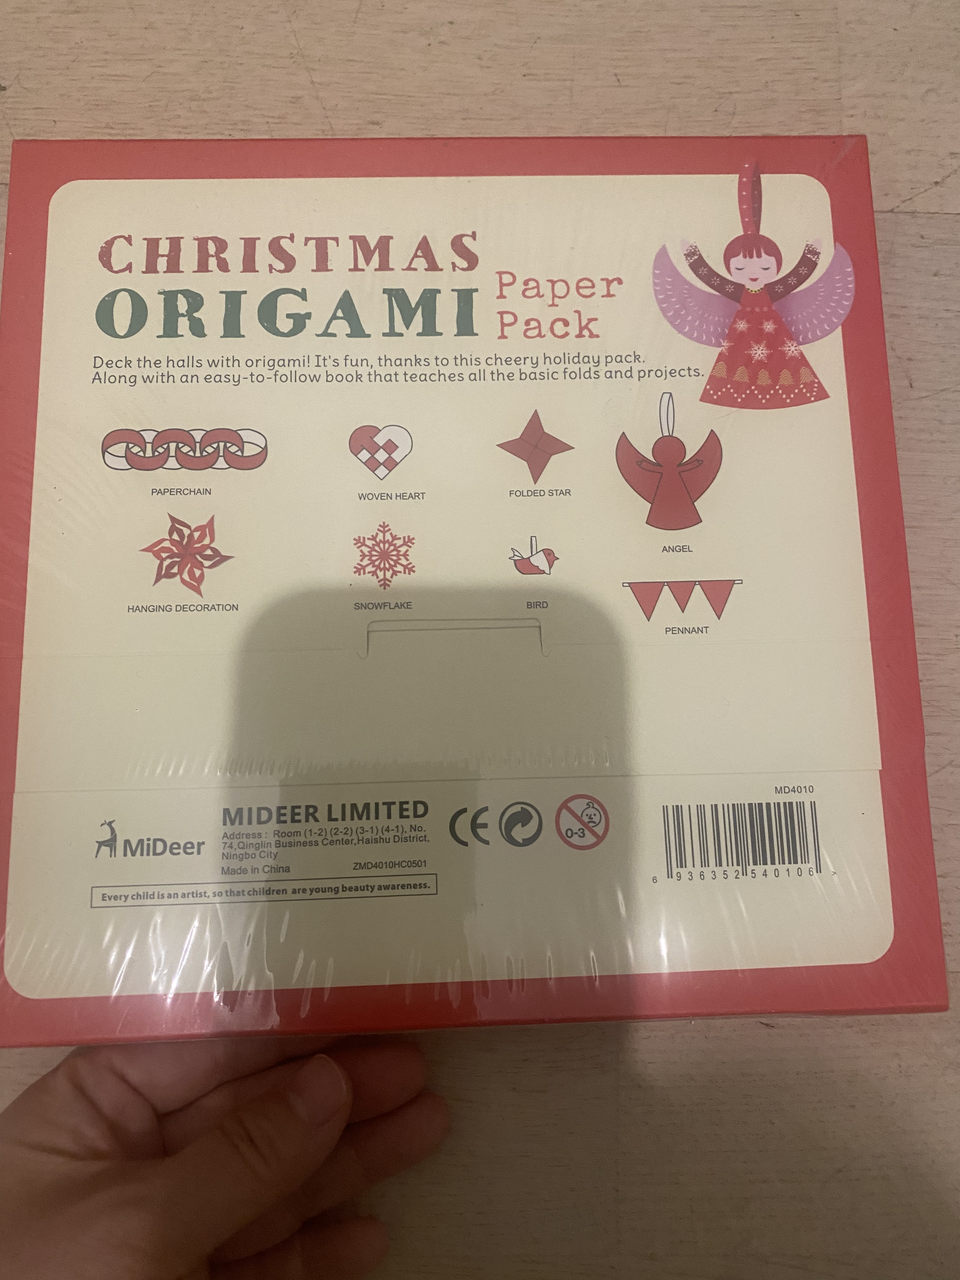 CHRISTMAS
ORIGAMI Paper
Pack
Deck the halls with origami! It's fun, thanks to this cheery holiday pack.
Along with an easy-to-follow book that teaches all the basic folds and projects.
PAPERCHAIN
WOVEN HEART
FOLDED STAR
ANGEL
HANGING DECORATION
SNOWFLAKE
BIRD
PENNANT
MiDeer
MIDEER LIMITED
Address : Room (1-2) (2-2) (3-1) (4-1), No.
74,Qinglin Business Center,Haishu District,
Ningbo City
Made in China ZMD4010HC0501
Every child is an artist, so that children are young beauty awareness.
CE
0-3
MD4010
6 936352 540106 >